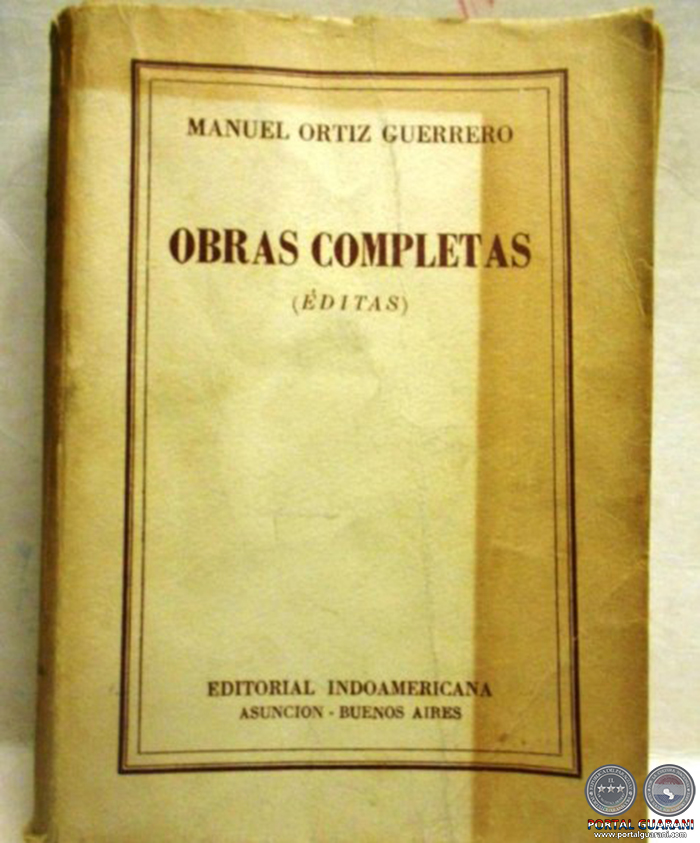 MANUEL ORTIZ GUERRERO
OBRAS COMPLETAS
(ÉDITAS)
EDITORIAL INDOAMERICANA
ASUNCION - BUENOS AIRES
PORTAL GUARANI
www.portalguarani.com